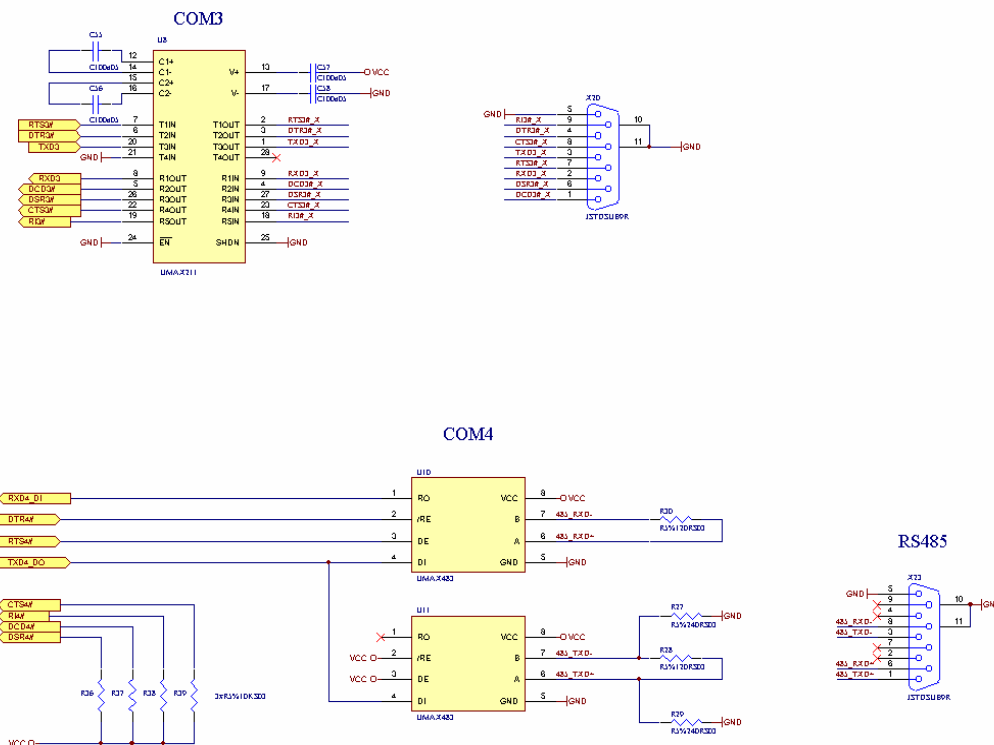 COM3
U8
12
C1+
14
C1-
15
C2+
16
C2-
13
V+
VCC
17
V-
GND
RTS3#
7
T1IN
T1OUT
2
RTS3#_X
DTR3#
6
T2IN
T2OUT
3
DTR3#_X
TXD3
20
T3IN
T3OUT
1
TXD3_X
GND
21
T4IN
T4OUT
28
RXD3
8
R1OUT
R1IN
9
RXD3_X
DCD3#
5
R2OUT
R2IN
4
DCD3#_X
DSR3#
26
R3OUT
R3IN
27
DSR3#_X
CTS3#
22
R4OUT
R4IN
23
CTS3#_X
RI3#
19
R5OUT
R5IN
18
RI3#_X
GND
24
EN
SHDN
25
GND
UMAX211
X20
GND
5
RI3#_X
9
DTR3#_X
4
CTS3#_X
8
TXD3_X
3
RTS3#_X
7
RXD3_X
2
DSR3#_X
6
DCD3#_X
1
10
11
GND
JSTDSUB9R
COM4
U10
RXD4_DI
1
RO
VCC
8
VCC
DTR4#
2
/RE
B
7
485_RXD-
RTS4#
3
DE
A
6
485_RXD+
TXD4_DO
4
DI
GND
5
GND
UMAX483
R30
U11
1
RO
VCC
8
VCC
VCC
2
/RE
B
7
485_TXD-
VCC
3
DE
A
6
485_TXD+
4
DI
GND
5
GND
UMAX483
R27
GND
R28
R29
GND
CTS4#
RI4#
DCD4#
DSR4#
R36
R37
R38
R39
VCC
RS485
X23
GND
5
9
4
485_RXD-
8
485_TXD-
3
7
2
485_RXD+
6
485_TXD+
1
10
11
JSTDSUB9R